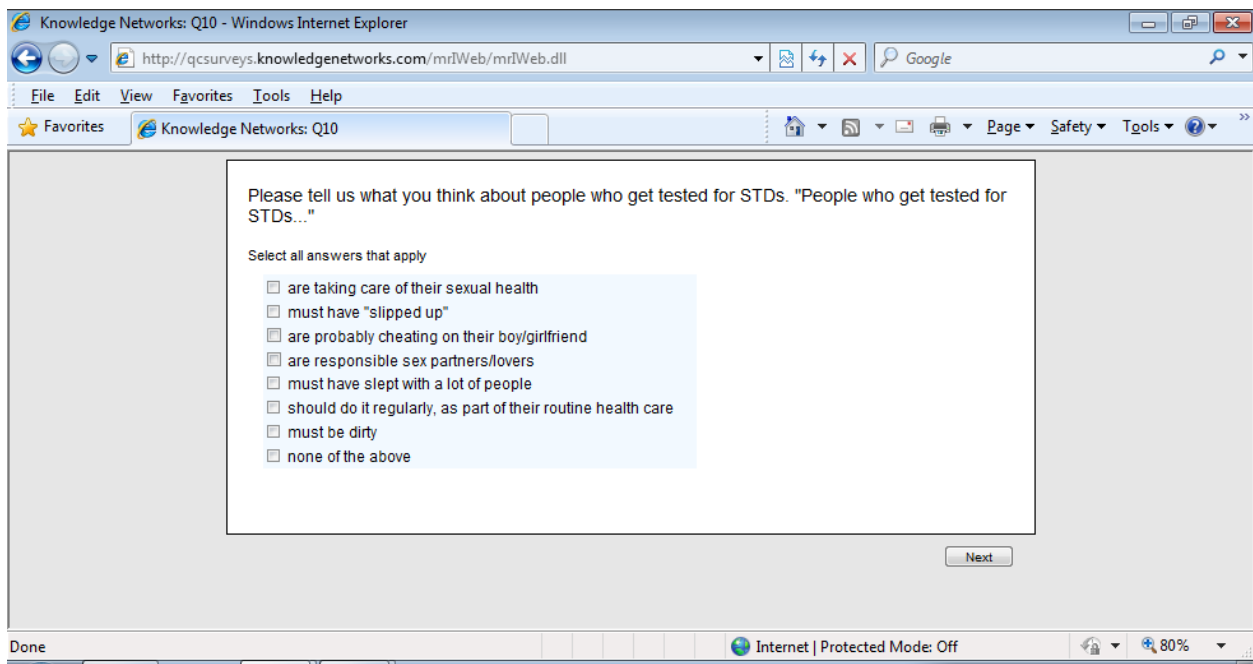 Knowledge Networks: Q10 - Windows Internet Explorer
http://qcsurveys.knowledgenetworks.com/mrIWeb/mrIWeb.dll
Google
File Edit View Favorites Tools Help
Favorites
Knowledge Networks: Q10
Page Safety Tools
Please tell us what you think about people who get tested for STDs. "People who get tested for
STDs..."
Select all answers that apply
are taking care of their sexual health
must have "slipped up"
are probably cheating on their boy/girlfriend
are responsible sex partners/lovers
must have slept with a lot of people
should do it regularly, as part of their routine health care
must be dirty
none of the above
Next
Done
Internet | Protected Mode: Off
80%